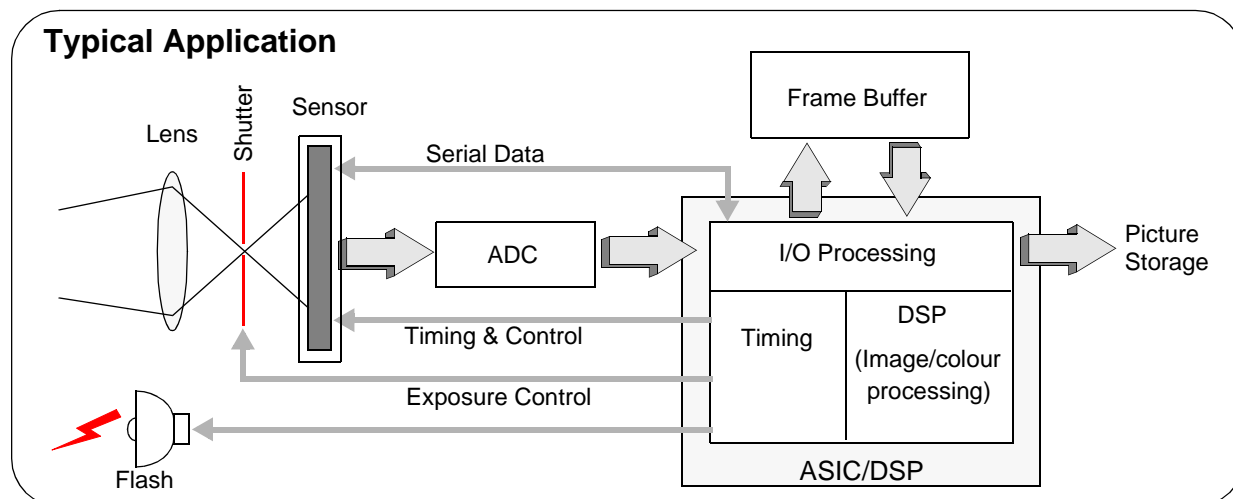 Typical Application
Lens
Shutter
Sensor
Serial Data
Frame Buffer
ADC
I/O Processing
Picture
Storage
Timing & Control
Timing
DSP
(Image/colour
processing)
Exposure Control
Flash
ASIC/DSP